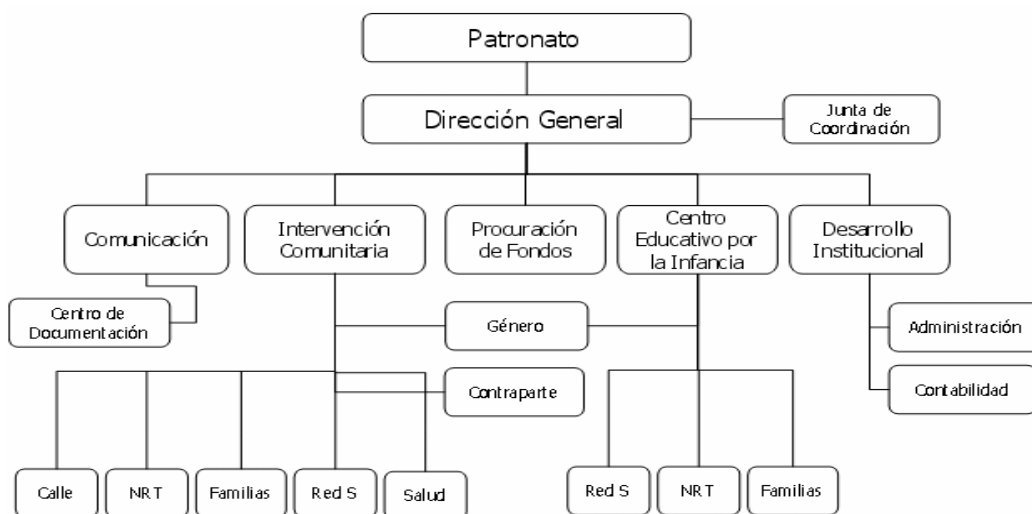 Patronato
Dirección General
Junta de
Coordinación
Comunicación
Intervención
Comunitaria
Procuración
de Fondos
Centro
Educativo por
la Infancia
Desarrollo
Institucional
Centro de
Documentación
Género
Administración
Contraparte
Contabilidad
Calle
NRT
Familias
Red S
Salud
Red S
NRT
Familias